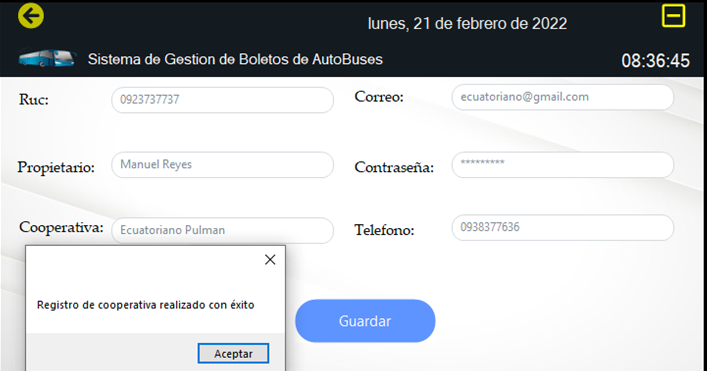 lunes, 21 de febrero de 2022
Sistema de Gestion de Boletos de AutoBuses
08:36:45
Ruc: 0923737737
Correo: ecuatoriano@gmail.com
Propietario: Manuel Reyes
Contraseña: *********
Cooperativa: Ecuatoriano Pulman
Telefono: 0938377636
Registro de cooperativa realizado con éxito
Aceptar
Guardar